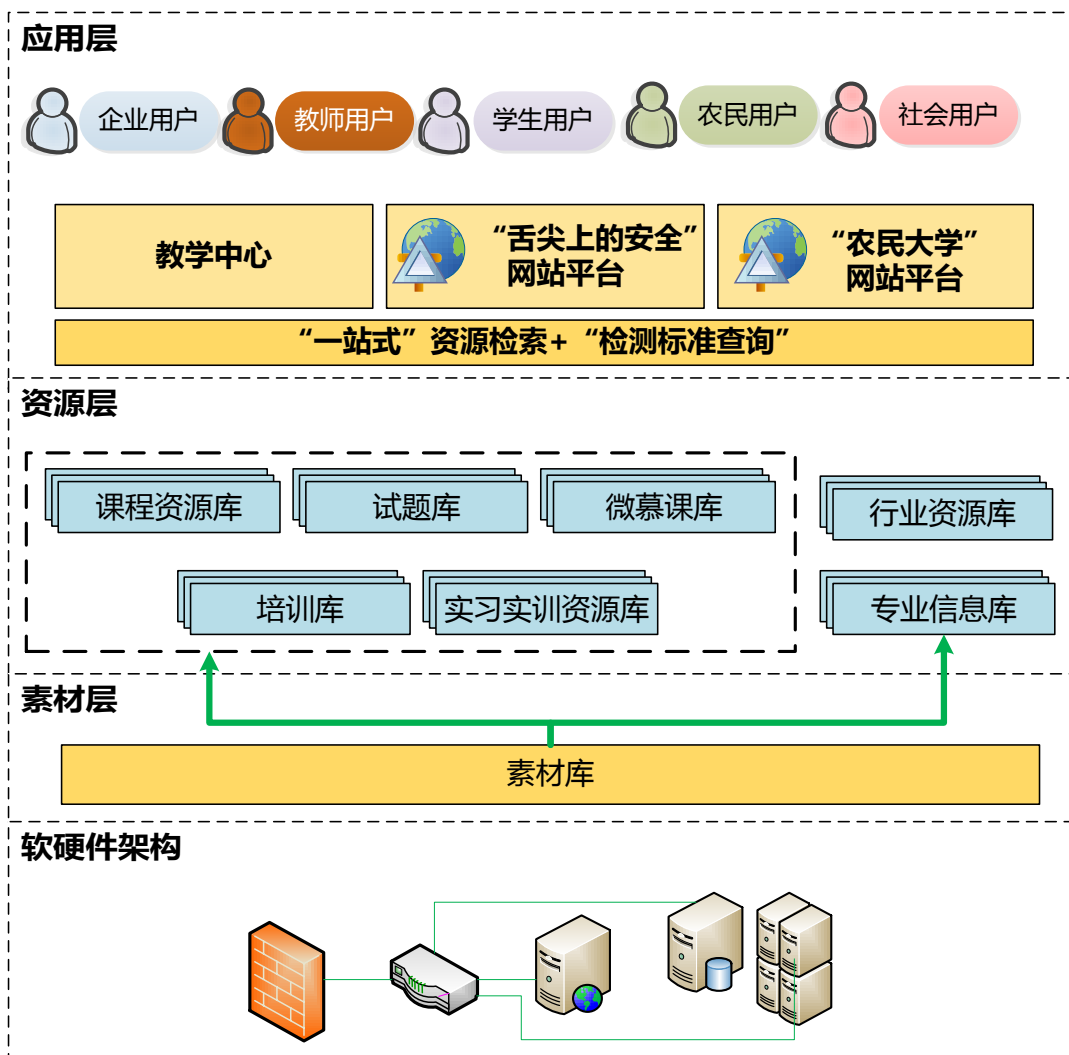 应用层
企业用户
教师用户
学生用户
农民用户
社会用户
教学中心
“舌尖上的安全”
网站平台
“农民大学”
网站平台
“一站式”资源检索+“检测标准查询”
资源层
课程资源库
试题库
微慕课库
行业资源库
培训库
实习实训资源库
专业信息库
素材层
素材库
软硬件架构